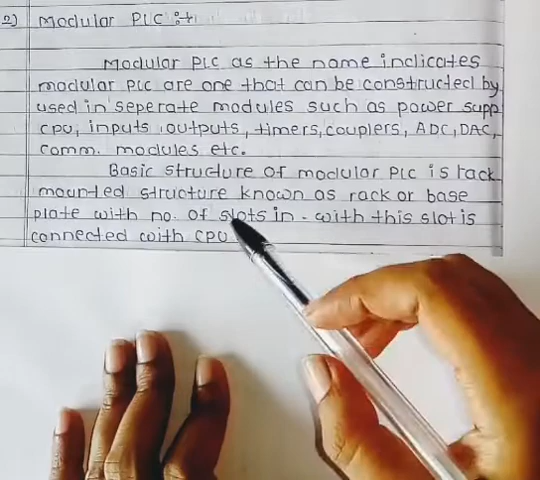 2) Modular PLC :-
Modular PLC as the name indicates
modular PLC are one that can be constructed by
used in seperate modules such as power supp
CPU, inputs, outputs, timers, couplers, ADC, DAC,
comm. modules etc.
Basic structure of modular PLC is rack
mounted structure known as rack or base
plate with no. of slots in - with this slot is
connected with CPU